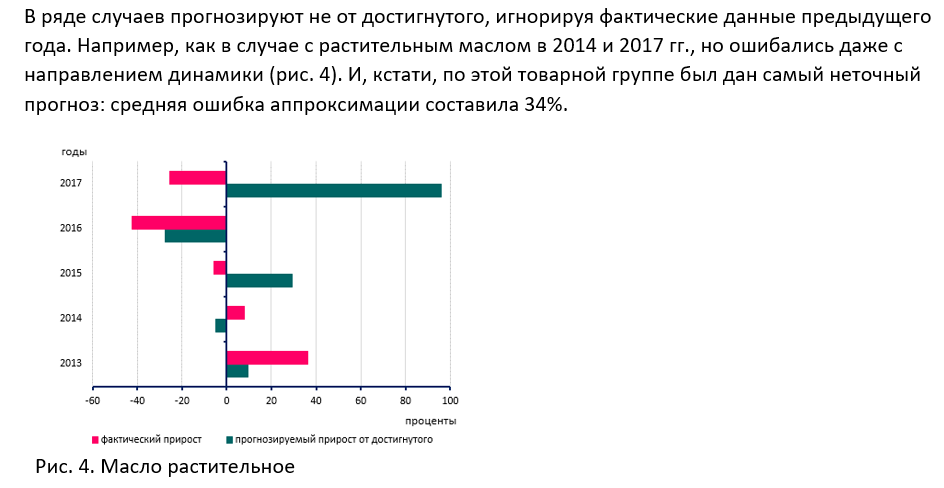 В ряде случаев прогнозируют не от достигнутого, игнорируя фактические данные предыдущего
года. Например, как в случае с растительным маслом в 2014 и 2017 гг., но ошибались даже с
направлением динамики (рис. 4). И, кстати, по этой товарной группе был дан самый неточный
прогноз: средняя ошибка аппроксимации составила 34%.
годы
2017
2016
2015
2014
2013
-60 -40 -20 0 20 40 60 80 100
проценты
фактический прирост прогнозируемый прирост от достигнутого
Рис. 4. Масло растительное